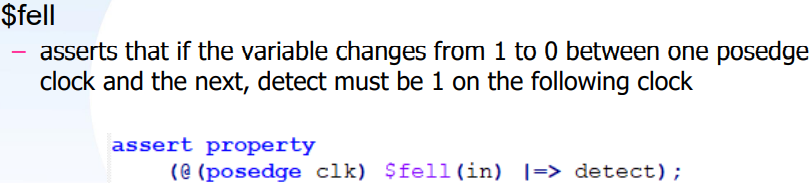 $fell
– asserts that if the variable changes from 1 to 0 between one posedge
clock and the next, detect must be 1 on the following clock
assert property
(@(posedge clk) $fell(in) |=> detect);